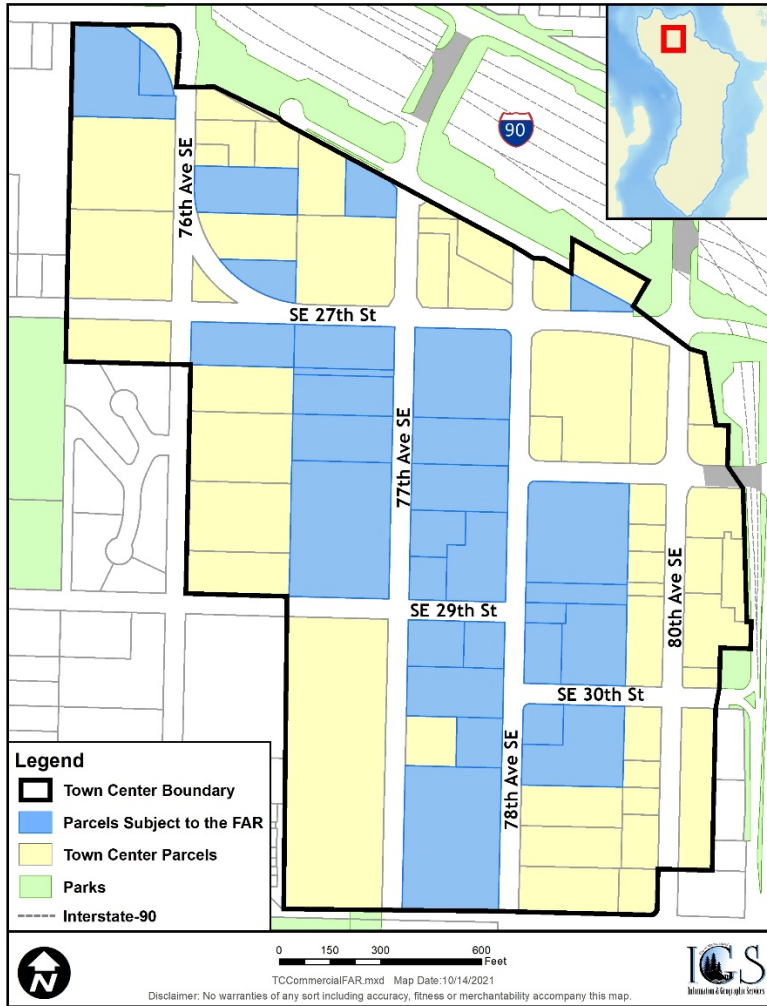 90
76th Ave SE
SE 27th St
77th Ave SE
SE 29th St
80th Ave SE
SE 30th St
78th Ave SE
Legend
Town Center Boundary
Parcels Subject to the FAR
Town Center Parcels
Parks
Interstate-90
N
0 150 300 600
Feet
TCCommercialFAR.mxd Map Date:10/14/2021
Disclaimer: No warranties of any sort including accuracy, fitness or merchantability accompany this map.
IGS
Information & Geographic Services